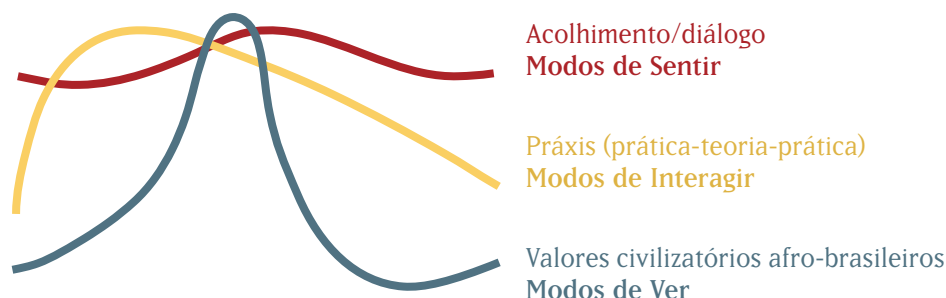 Acolhimento/diálogo
Modos de Sentir
Práxis (prática-teoria-prática)
Modos de Interagir
Valores civilizatórios afro-brasileiros
Modos de Ver